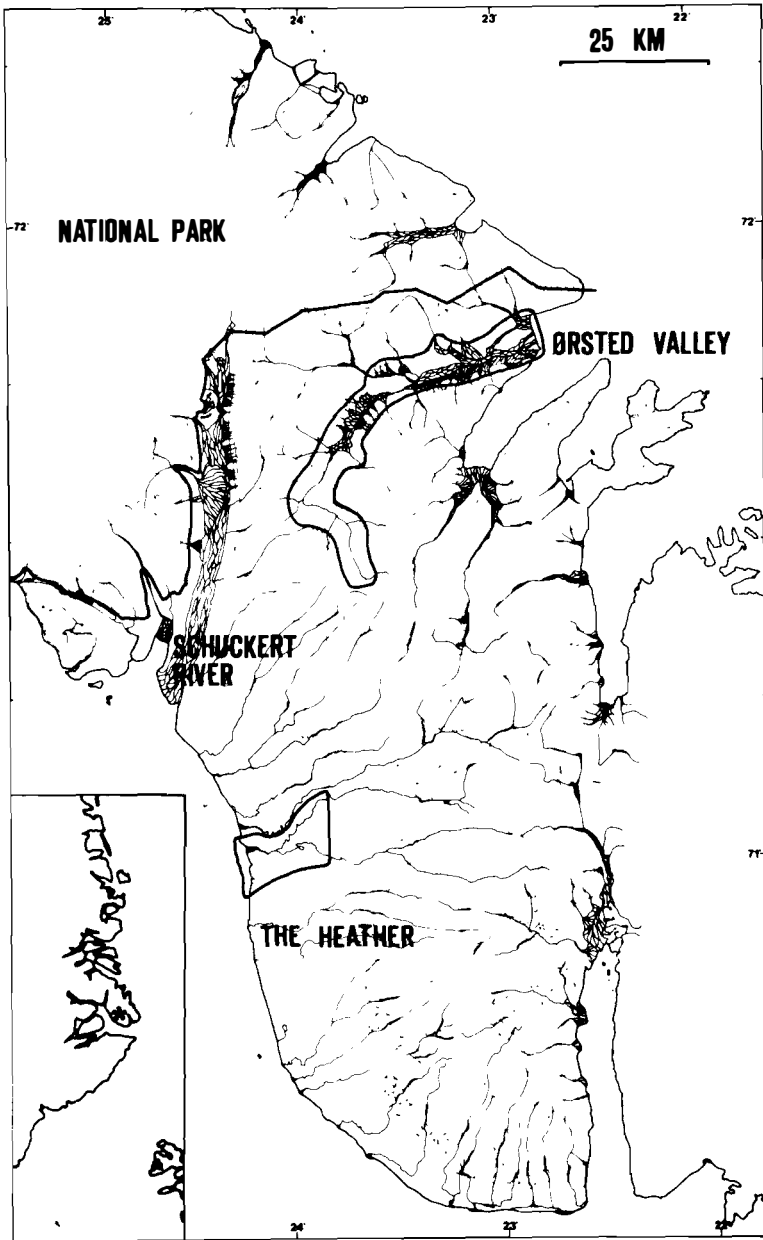 25° 24° 23° 22°
25 KM
72° NATIONAL PARK 72°
ØRSTED VALLEY
SCHUCKERT
RIVER
71°
THE HEATHER
24° 23° 22°